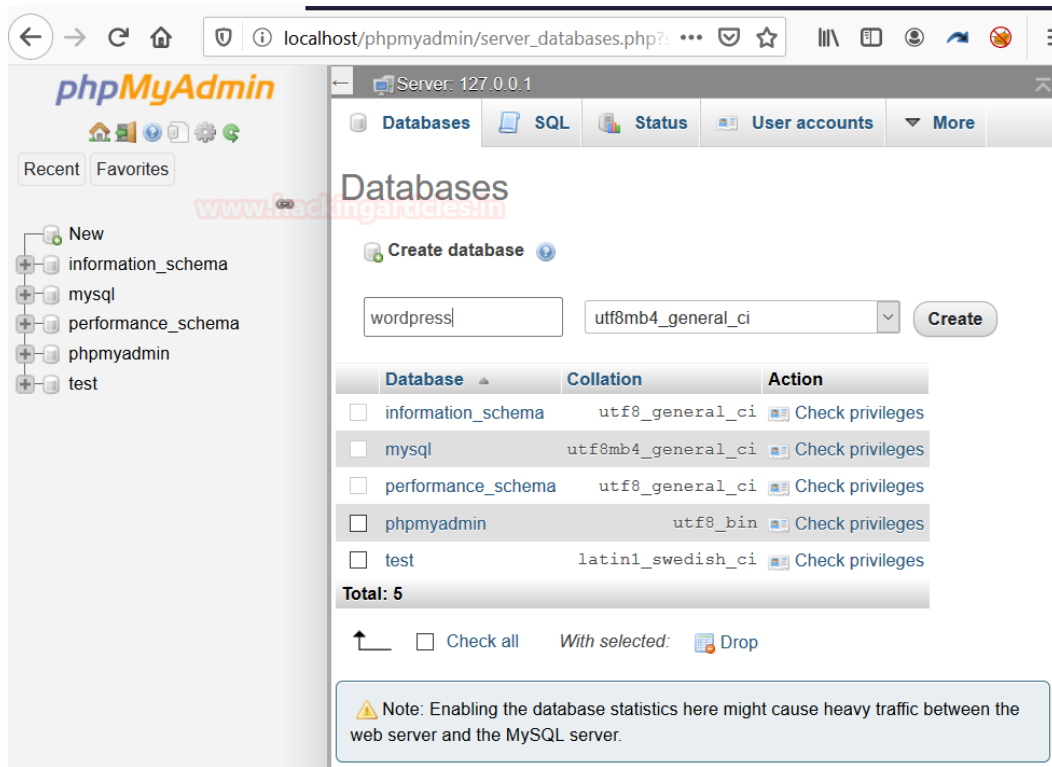 localhost/phpmyadmin/server_databases.php?
phpMyAdmin
Recent Favorites
New
information_schema
mysql
performance_schema
phpmyadmin
test
Server: 127.0.0.1
Databases SQL Status User accounts More
Databases
www.hackingarticles.in
Create database
wordpress utf8mb4_general_ci Create
Database Collation Action
information_schema utf8_general_ci Check privileges
mysql utf8mb4_general_ci Check privileges
performance_schema utf8_general_ci Check privileges
phpmyadmin utf8_bin Check privileges
test latin1_swedish_ci Check privileges
Total: 5
Check all With selected: Drop
Note: Enabling the database statistics here might cause heavy traffic between the
web server and the MySQL server.